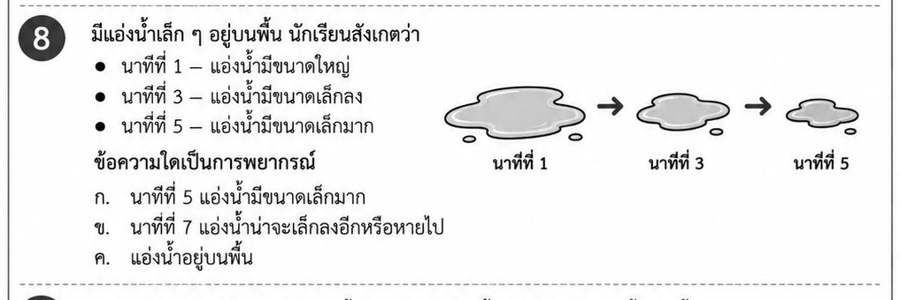 8 มีแอ่งน้ำเล็ก ๆ อยู่บนพื้น นักเรียนสังเกตว่า
● นาทีที่ 1 – แอ่งน้ำมีขนาดใหญ่
● นาทีที่ 3 – แอ่งน้ำมีขนาดเล็กลง
● นาทีที่ 5 – แอ่งน้ำมีขนาดเล็กมาก
นาทีที่ 1 นาทีที่ 3 นาทีที่ 5
ข้อความใดเป็นการพยากรณ์
ก. นาทีที่ 5 แอ่งน้ำมีขนาดเล็กมาก
ข. นาทีที่ 7 แอ่งน้ำน่าจะเล็กลงอีกหรือหายไป
ค. แอ่งน้ำอยู่บนพื้น